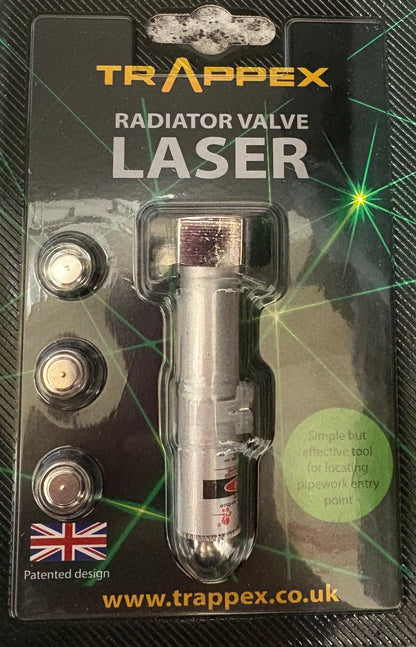 TRAPPEX
RADIATOR VALVE
LASER
Simple but
effective tool
for locating
pipework entry
point
Patented design
www.trappex.co.uk